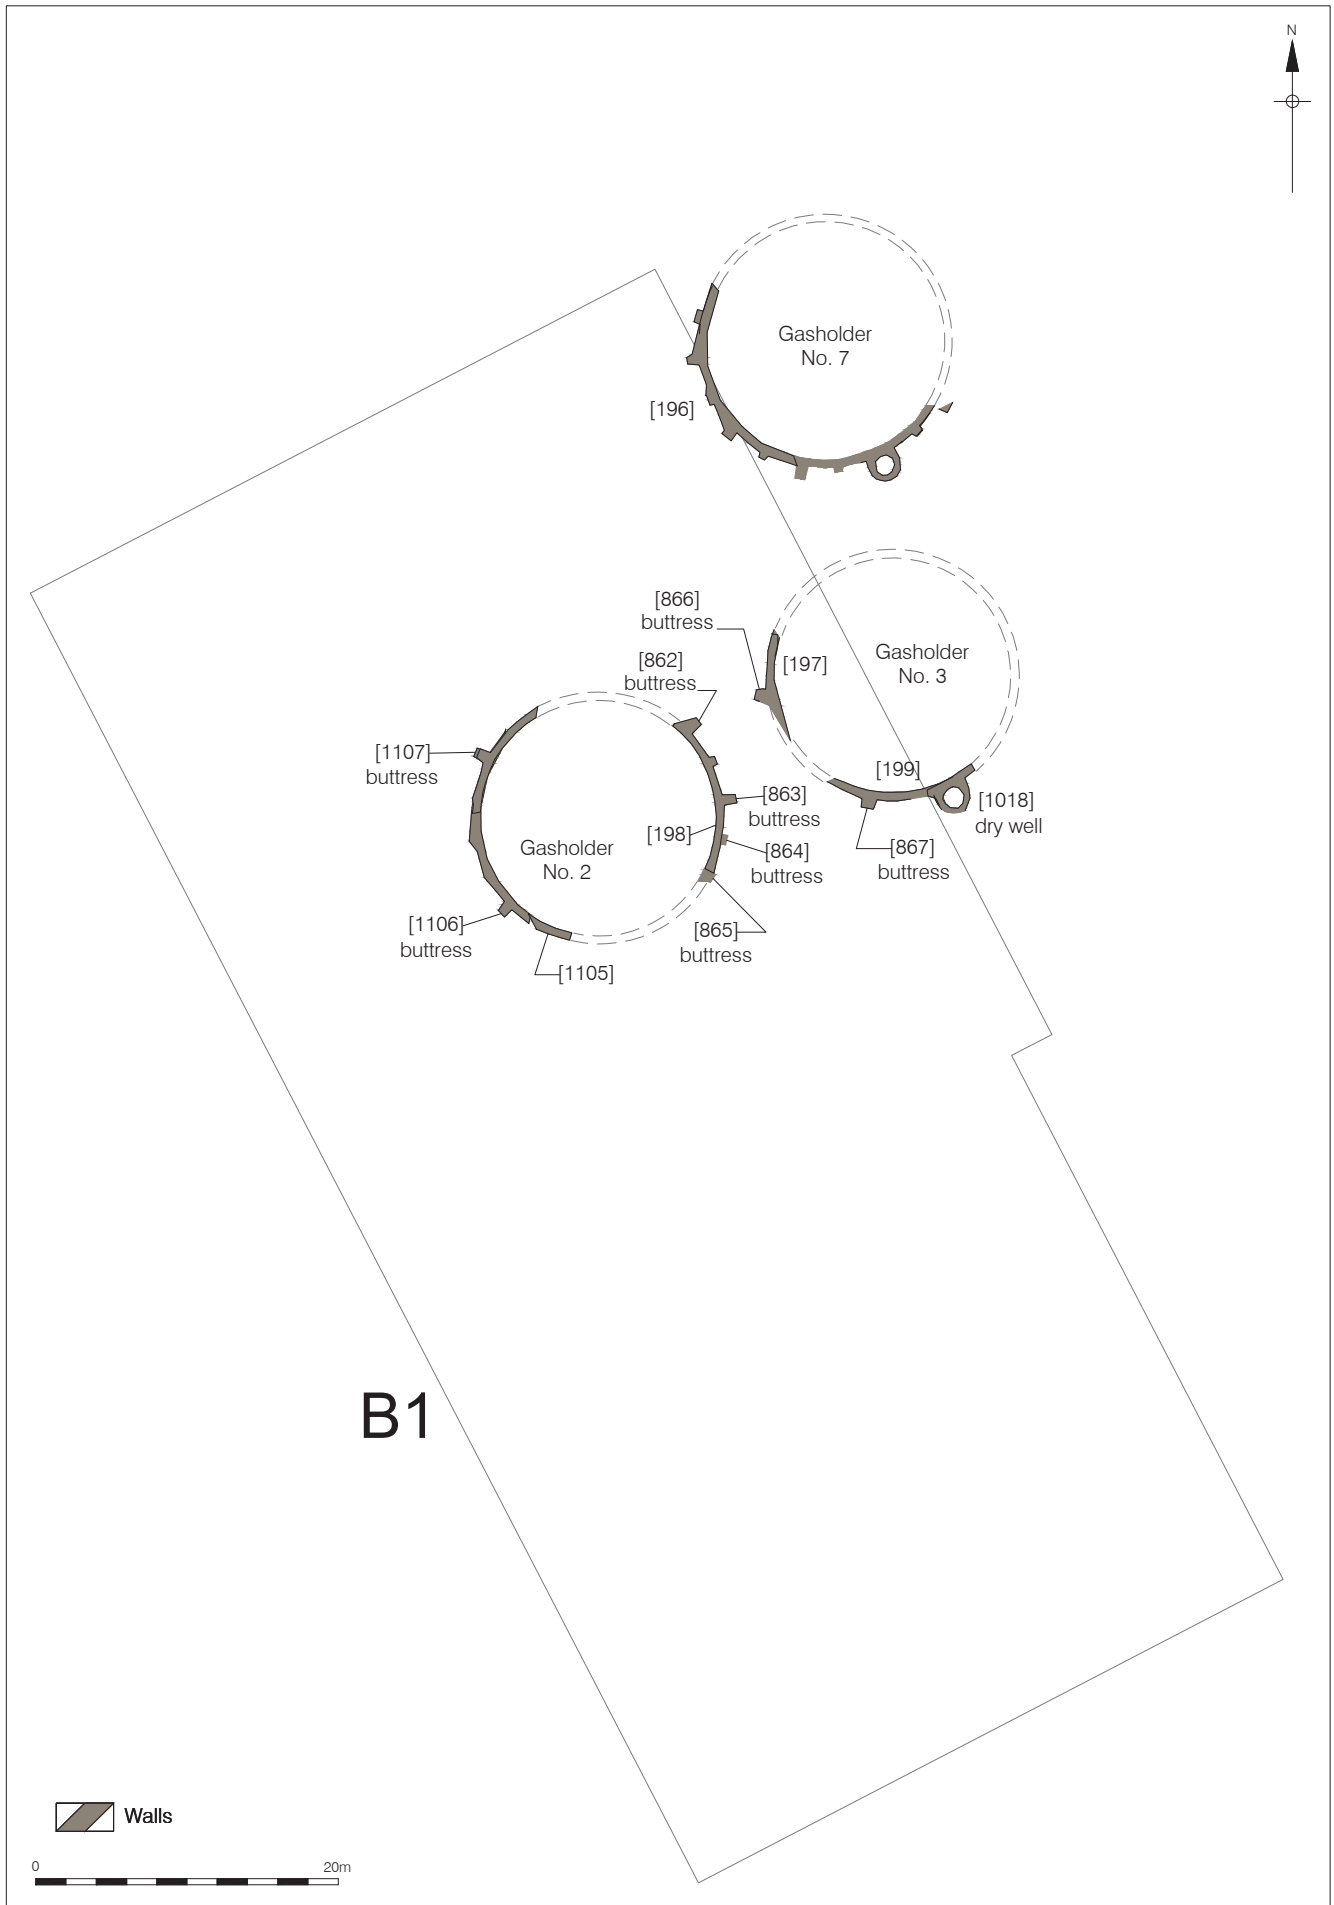 N
Gasholder
No. 7
[196]
[866]
buttress
[862]
buttress
[197]
Gasholder
No. 3
[1107]
buttress
[199]
[863]
buttress
[1018]
dry well
[198]
Gasholder
No. 2
[864]
buttress
[867]
buttress
[1106]
buttress
[865]
buttress
[1105]
B1
Walls
0 20m